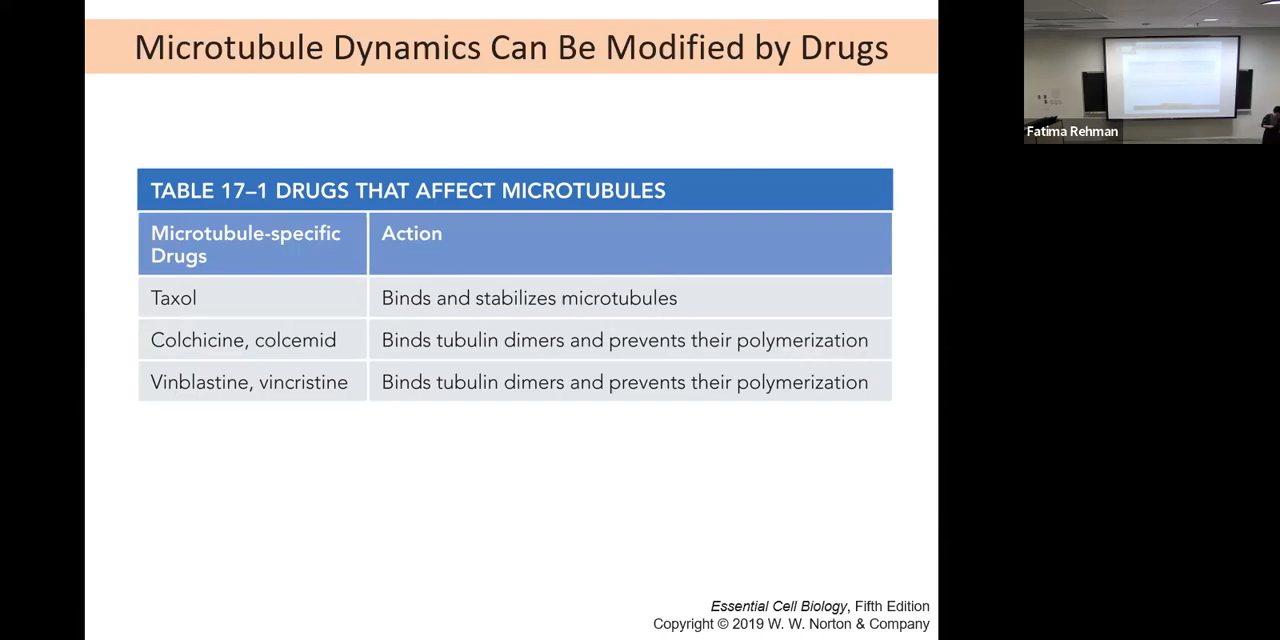 Microtubule Dynamics Can Be Modified by Drugs
Fatima Rehman
TABLE 17–1 DRUGS THAT AFFECT MICROTUBULES
Microtubule-specific
Drugs
Action
Taxol
Binds and stabilizes microtubules
Colchicine, colcemid
Binds tubulin dimers and prevents their polymerization
Vinblastine, vincristine
Binds tubulin dimers and prevents their polymerization
Essential Cell Biology, Fifth Edition
Copyright © 2019 W. W. Norton & Company